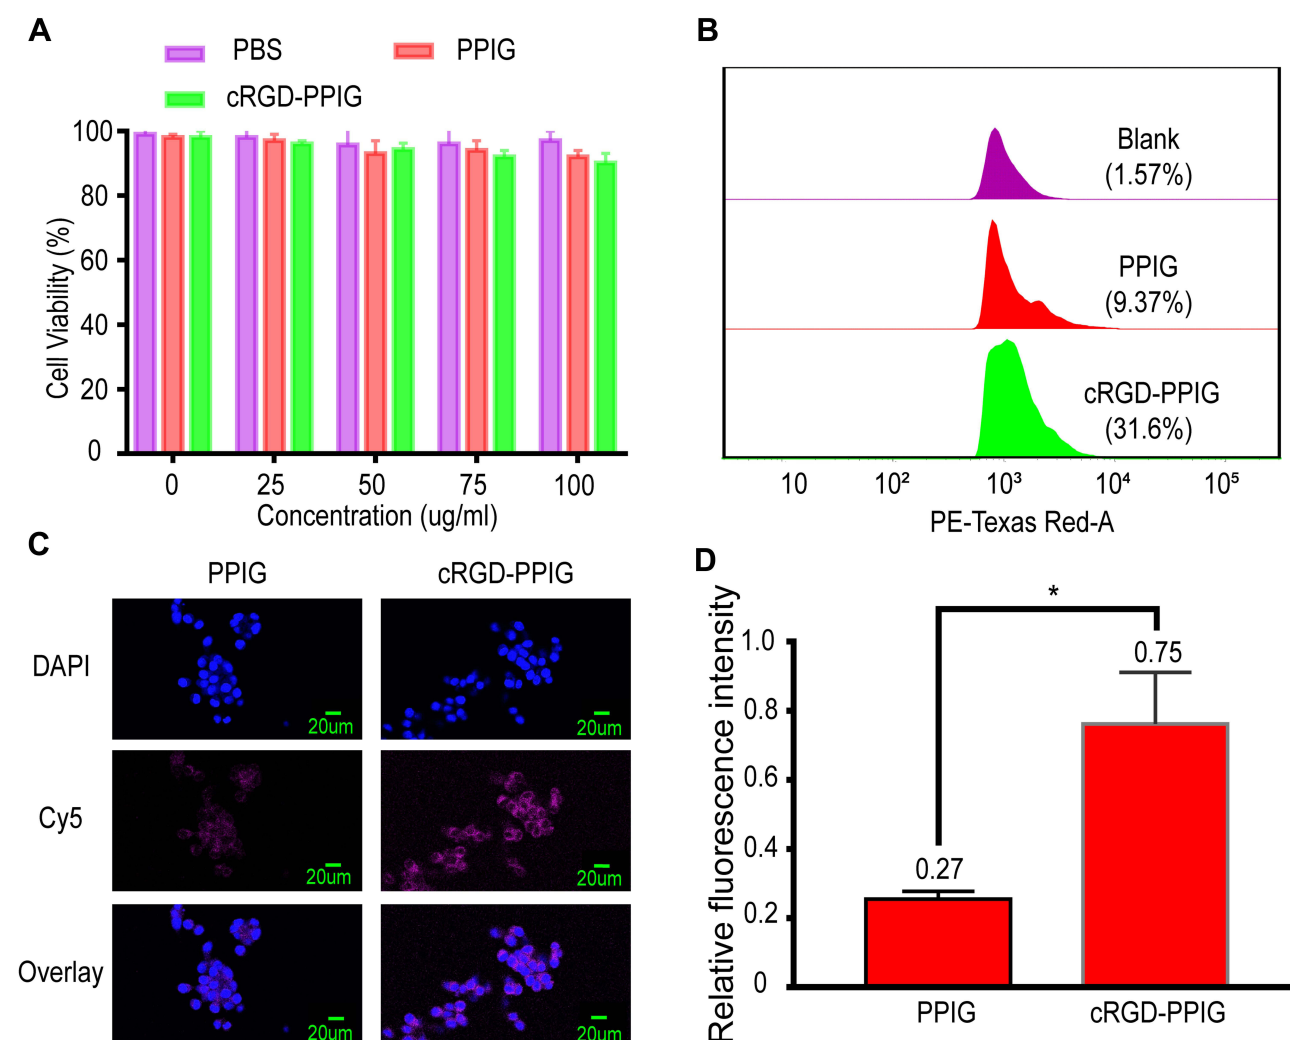 A
PBS
PPIG
cRGD-PPIG
Cell Viability (%)
100
80
60
40
20
0
0 25 50 75 100
Concentration (ug/ml)
B
Blank
(1.57%)
PPIG
(9.37%)
cRGD-PPIG
(31.6%)
10 10² 10³ 10⁴ 10⁵
PE-Texas Red-A
C
PPIG cRGD-PPIG
DAPI
20um 20um
Cy5
20um 20um
Overlay
20um 20um
D
Relative fluorescence intensity
1.0
0.8
0.6
0.4
0.2
0
*
0.27
0.75
PPIG cRGD-PPIG